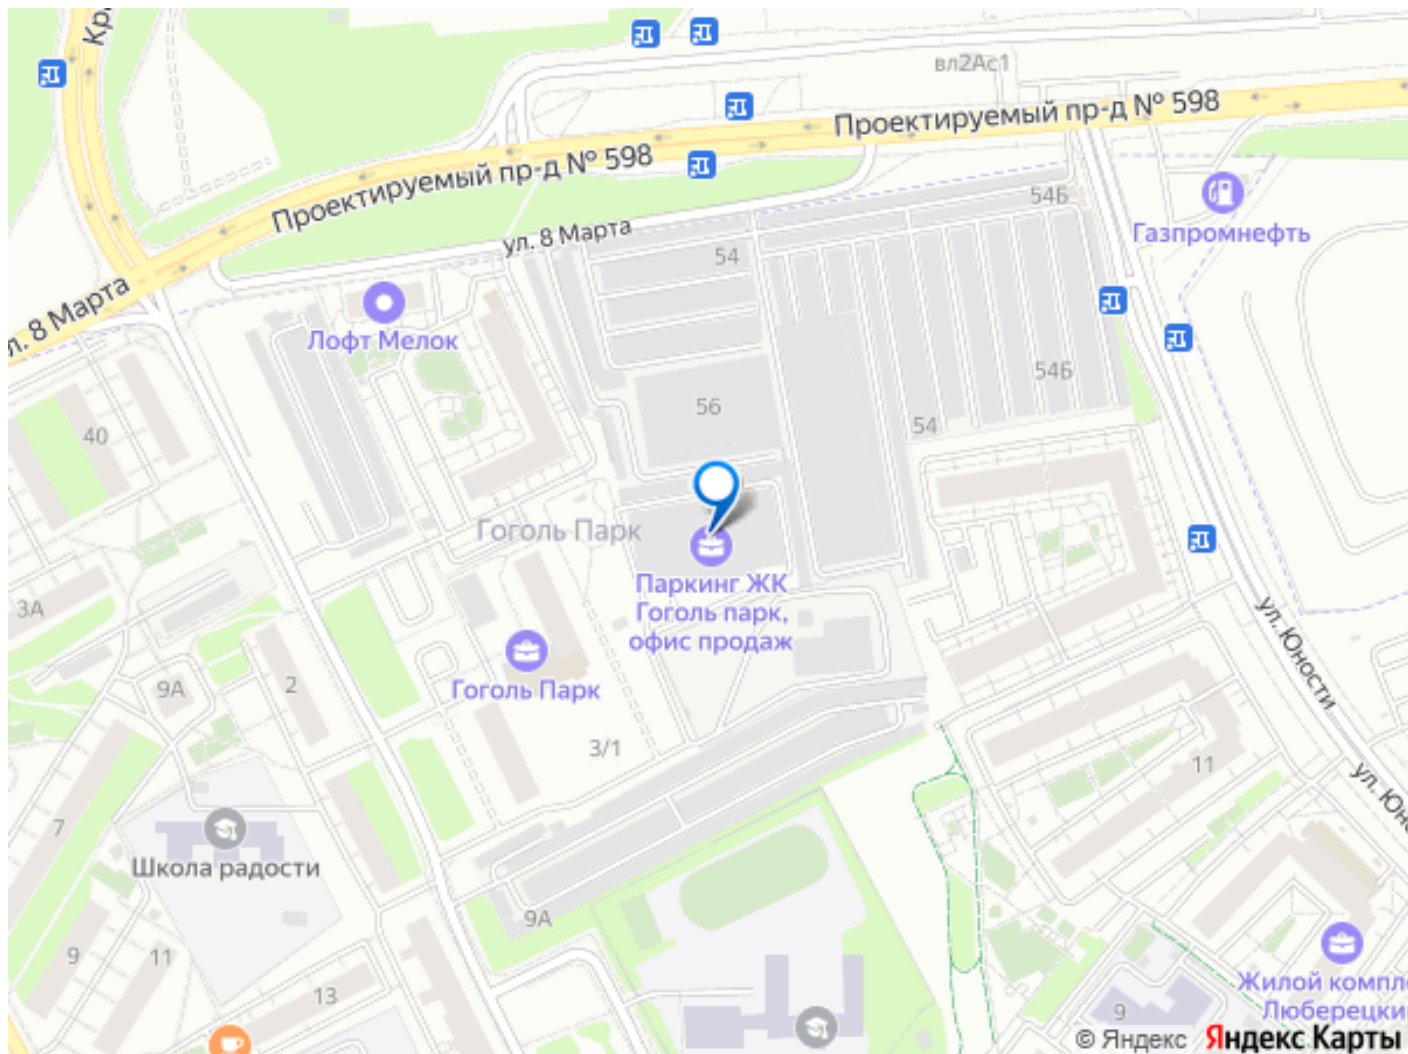 Кр
вл2Ас1
Проектируемый пр-д № 598
Проектируемый пр-д № 598
54Б
Газпромнефть
ул. 8 Марта
54
л. 8 Марта
Лофт Мелок
54Б
56
40
54
Гоголь Парк
Паркинг ЖК
Гоголь парк,
офис продаж
3А
ул. Юности
Гоголь Парк
9А
2
3/1
11
ул. Юно
7
Школа радости
9А
9
11
13
Жилой компле
Люберецки
9
© Яндекс Яндекс Карты